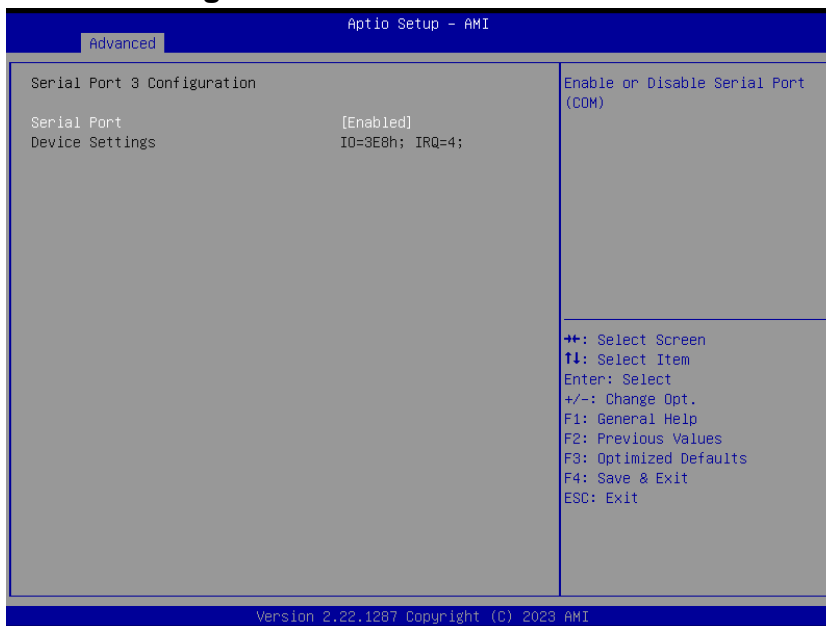 Aptio Setup - AMI
Advanced
Serial Port 3 Configuration
Serial Port [Enabled]
Device Settings IO=3E8h; IRQ=4;
Enable or Disable Serial Port
(COM)
→←: Select Screen
↑↓: Select Item
Enter: Select
+/-: Change Opt.
F1: General Help
F2: Previous Values
F3: Optimized Defaults
F4: Save & Exit
ESC: Exit
Version 2.22.1287 Copyright (C) 2023 AMI